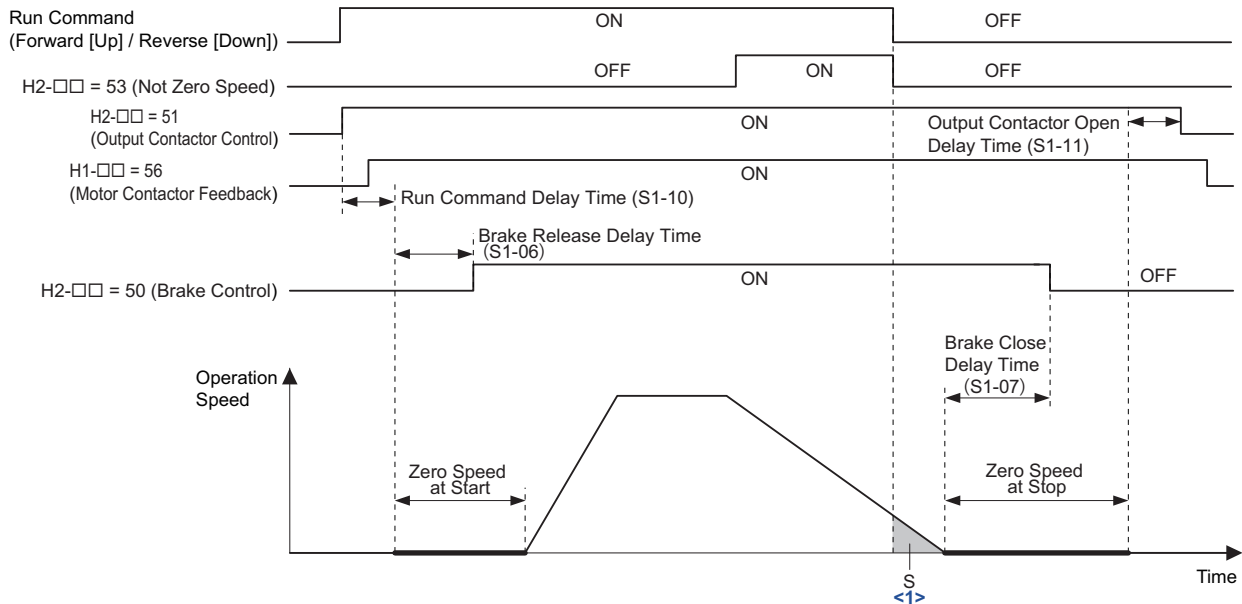 Run Command
(Forward [Up] / Reverse [Down])
ON
OFF
H2-□□ = 53 (Not Zero Speed)
OFF
ON
OFF
H2-□□ = 51
(Output Contactor Control)
ON
Output Contactor Open
Delay Time (S1-11)
H1-□□ = 56
(Motor Contactor Feedback)
ON
Run Command Delay Time (S1-10)
Brake Release Delay Time
(S1-06)
H2-□□ = 50 (Brake Control)
ON
OFF
Brake Close
Delay Time
(S1-07)
Operation
Speed
Zero Speed
at Start
Zero Speed
at Stop
S
<1>
Time